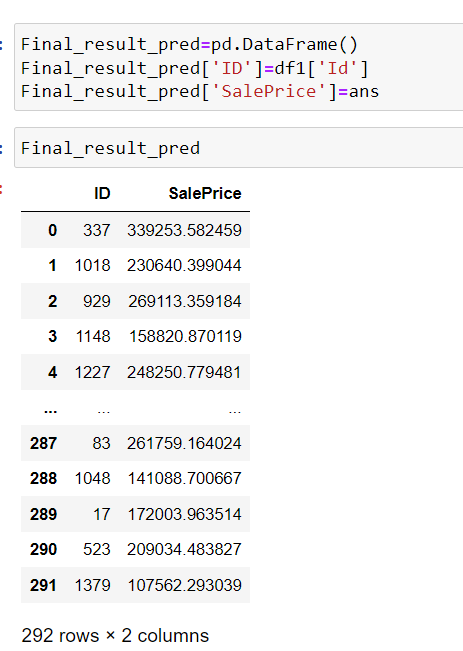 Final_result_pred=pd.DataFrame()
Final_result_pred['ID']=df1['Id']
Final_result_pred['SalePrice']=ans
Final_result_pred
ID SalePrice
0 337 339253.582459
1 1018 230640.399044
2 929 269113.359184
3 1148 158820.870119
4 1227 248250.779481
... ... ...
287 83 261759.164024
288 1048 141088.700667
289 17 172003.963514
290 523 209034.483827
291 1379 107562.293039
292 rows × 2 columns